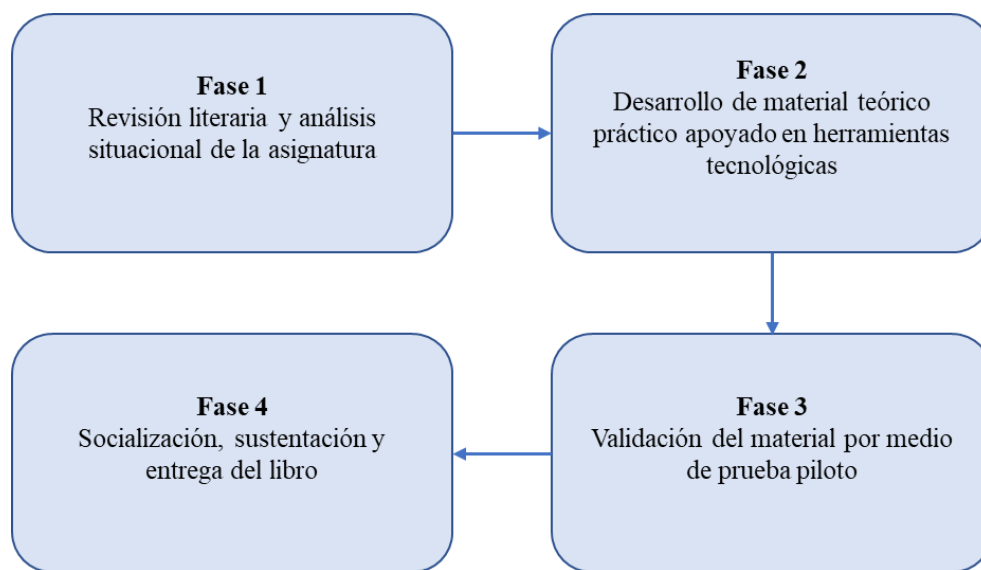 Fase 1
Revisión literaria y análisis
situacional de la asignatura
Fase 2
Desarrollo de material teórico
práctico apoyado en herramientas
tecnológicas
Fase 3
Validación del material por medio
de prueba piloto
Fase 4
Socialización, sustentación y
entrega del libro